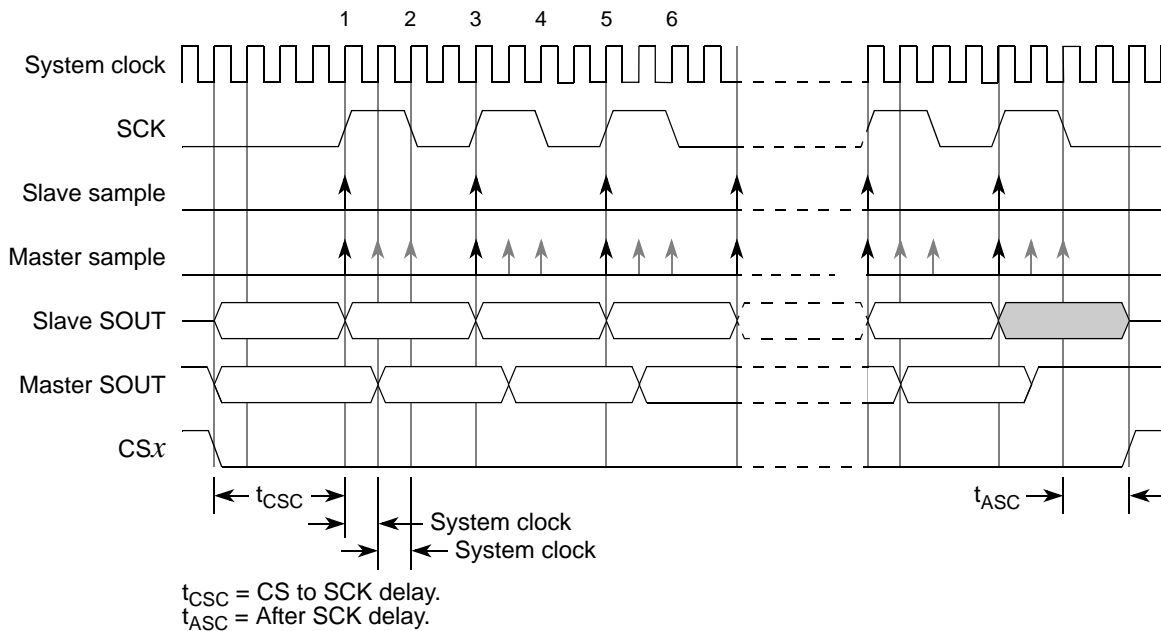 1 2 3 4 5 6
System clock
SCK
Slave sample
Master sample
Slave SOUT
Master SOUT
CSx
tCSC
tASC
System clock
System clock
tCSC = CS to SCK delay.
tASC = After SCK delay.